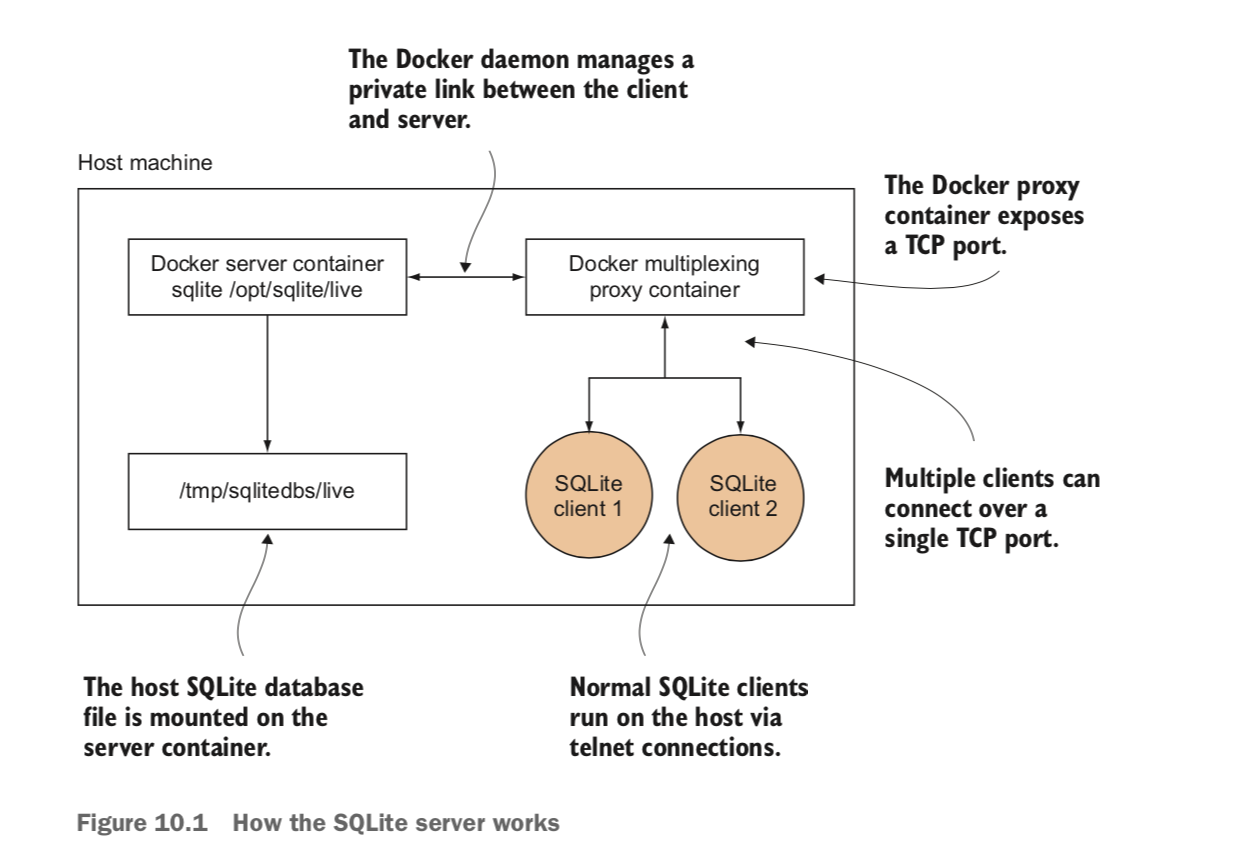 The Docker daemon manages a
private link between the client
and server.
Host machine
The Docker proxy
container exposes
a TCP port.
Docker server container
sqlite /opt/sqlite/live
Docker multiplexing
proxy container
/tmp/sqlitedbs/live
SQLite
client 1
SQLite
client 2
Multiple clients can
connect over a
single TCP port.
The host SQLite database
file is mounted on the
server container.
Normal SQLite clients
run on the host via
telnet connections.
Figure 10.1 How the SQLite server works